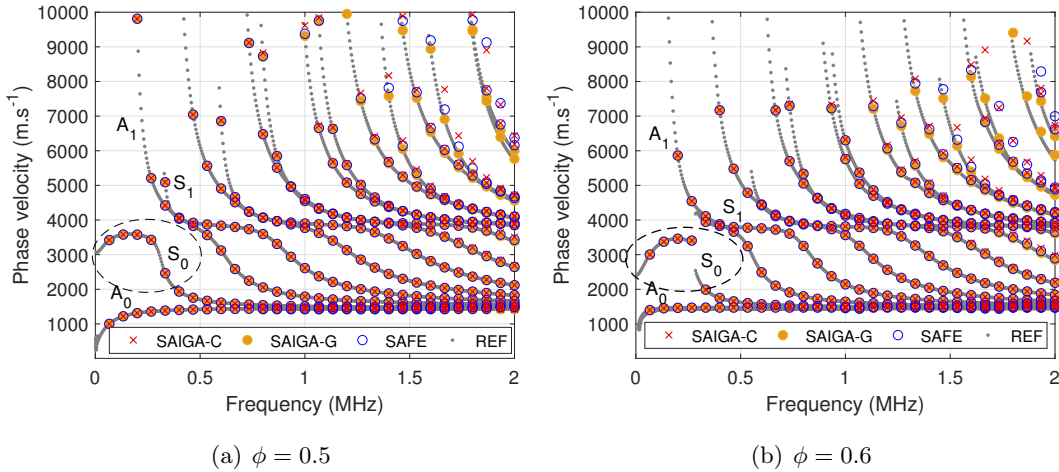 10000
9000
8000
7000
6000
5000
4000
3000
2000
1000
Phase velocity (m.s⁻¹)
A₁
S₁
S₀
A₀
× SAIGA-C ● SAIGA-G ○ SAFE • REF
0 0.5 1 1.5 2
Frequency (MHz)
(a) ϕ = 0.5
10000
9000
8000
7000
6000
5000
4000
3000
2000
1000
Phase velocity (m.s⁻¹)
A₁
S₁
S₀
A₀
× SAIGA-C ● SAIGA-G ○ SAFE • REF
0 0.5 1 1.5 2
Frequency (MHz)
(b) ϕ = 0.6